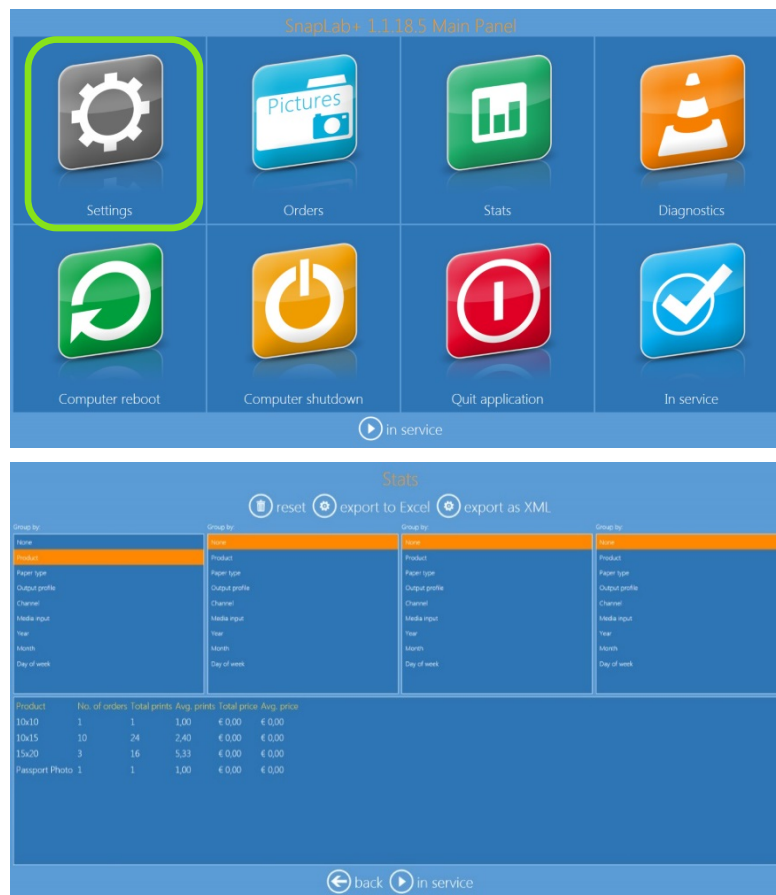 SnapLab+ 1.1.18.5 Main Panel
Pictures
Settings Orders Stats Diagnostics
Computer reboot Computer shutdown Quit application In service
in service
Stats
reset export to Excel export as XML
Group by: Group by: Group by: Group by:
None None None None
Product Product Product Product
Paper type Paper type Paper type Paper type
Output profile Output profile Output profile Output profile
Channel Channel Channel Channel
Media input Media input Media input Media input
Year Year Year Year
Month Month Month Month
Day of week Day of week Day of week Day of week
Product No. of orders Total prints Avg. prints Total price Avg. price
10x10 1 1 1,00 € 0,00 € 0,00
10x15 10 24 2,40 € 0,00 € 0,00
15x20 3 16 5,33 € 0,00 € 0,00
Passport Photo 1 1 1,00 € 0,00 € 0,00
back in service